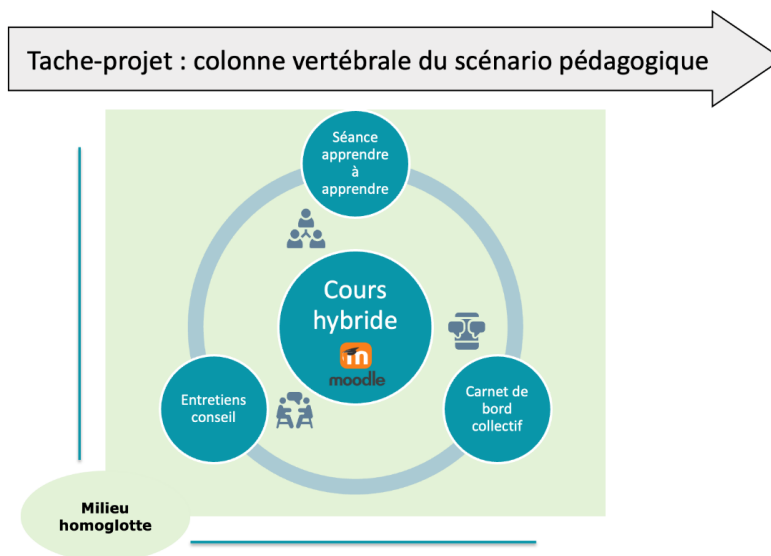 Tache-projet : colonne vertébrale du scénario pédagogique
Séance
apprendre
à
apprendre
Cours
hybride
moodle
Entretiens
conseil
Carnet de
bord
collectif
Milieu
homoglotte